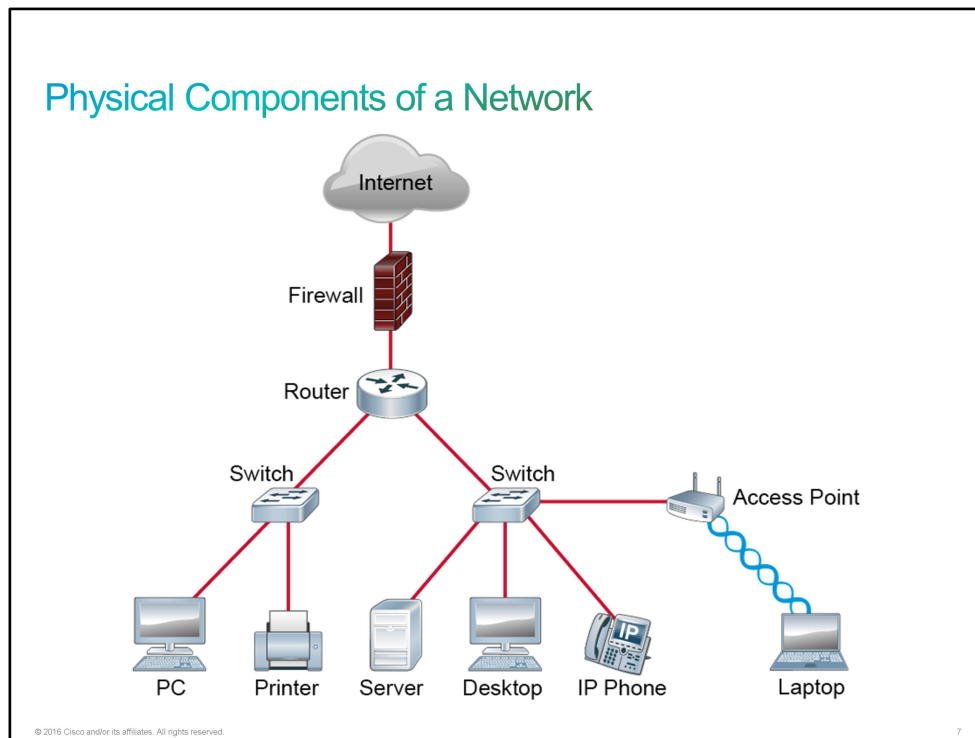 Physical Components of a Network
Internet
Firewall
Router
Switch
Switch
Access Point
IP
PC
Printer
Server
Desktop
IP Phone
Laptop
© 2016 Cisco and/or its affiliates. All rights reserved.
7